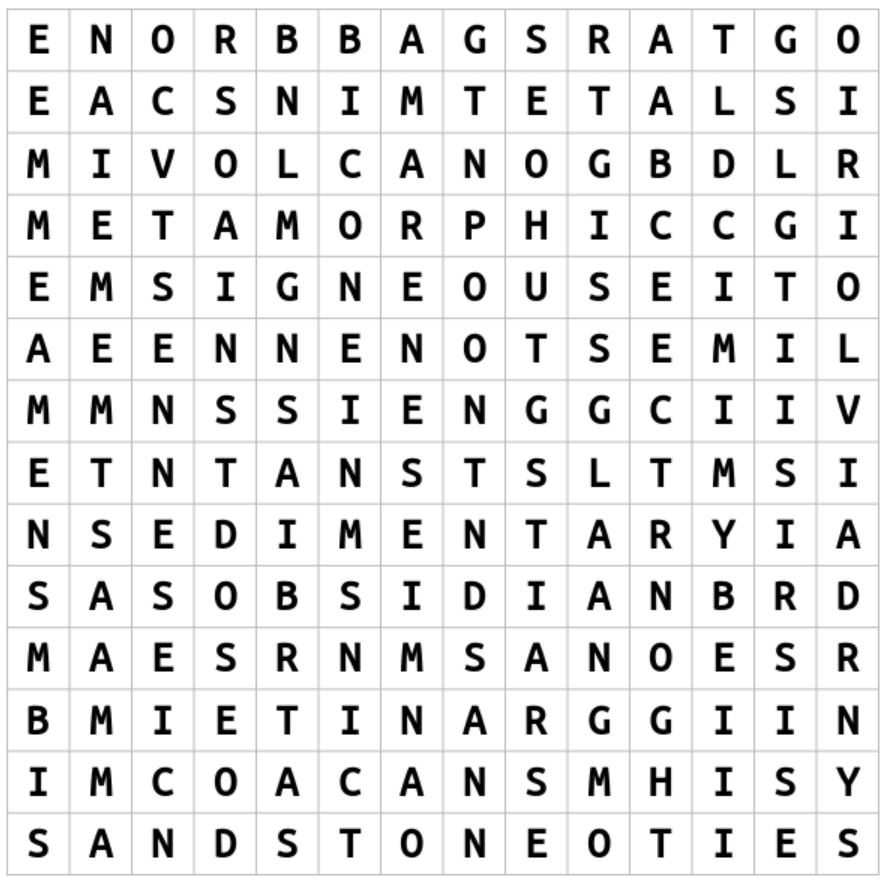 E N O R B B A G S R A T G O
E A C S N I M T E T A L S I
M I V O L C A N O G B D L R
M E T A M O R P H I C C G I
E M S I G N E O U S E I T O
A E E N N E N O T S E M I L
M M N S S I E N G G C I I V
E T N T A N S T S L T M S I
N S E D I M E N T A R Y I A
S A S O B S I D I A N B R D
M A E S R N M S A N O E S R
B M I E T I N A R G G I I N
I M C O A C A N S M H I S Y
S A N D S T O N E O T I E S